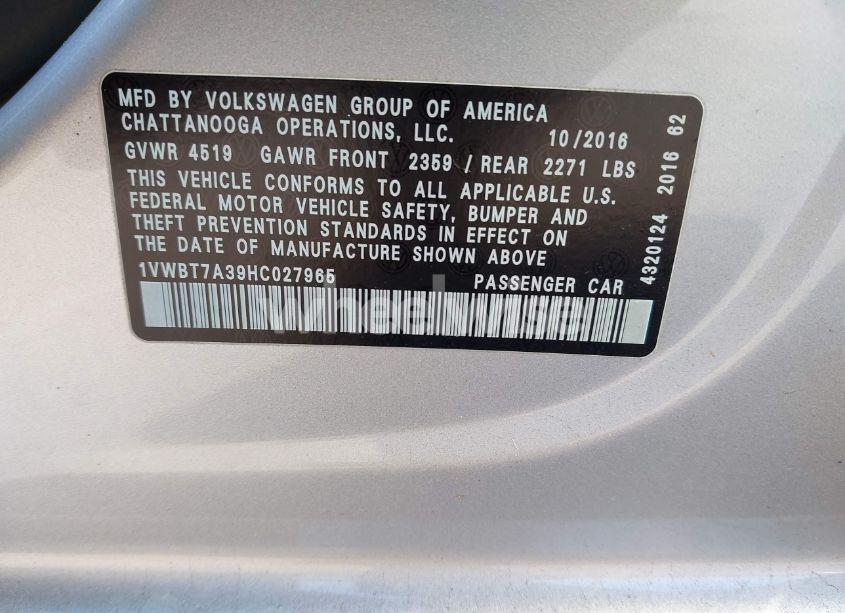 MFD BY VOLKSWAGEN GROUP OF AMERICA
CHATTANOOGA OPERATIONS, LLC. 10/2016
GVWR 4519 GAWR FRONT 2359 / REAR 2271 LBS
THIS VEHICLE CONFORMS TO ALL APPLICABLE U.S.
FEDERAL MOTOR VEHICLE SAFETY, BUMPER AND
THEFT PREVENTION STANDARDS IN EFFECT ON
THE DATE OF MANUFACTURE SHOWN ABOVE
1VWBT7A39HC027965 PASSENGER CAR
4320124 2016 62
wheelwise